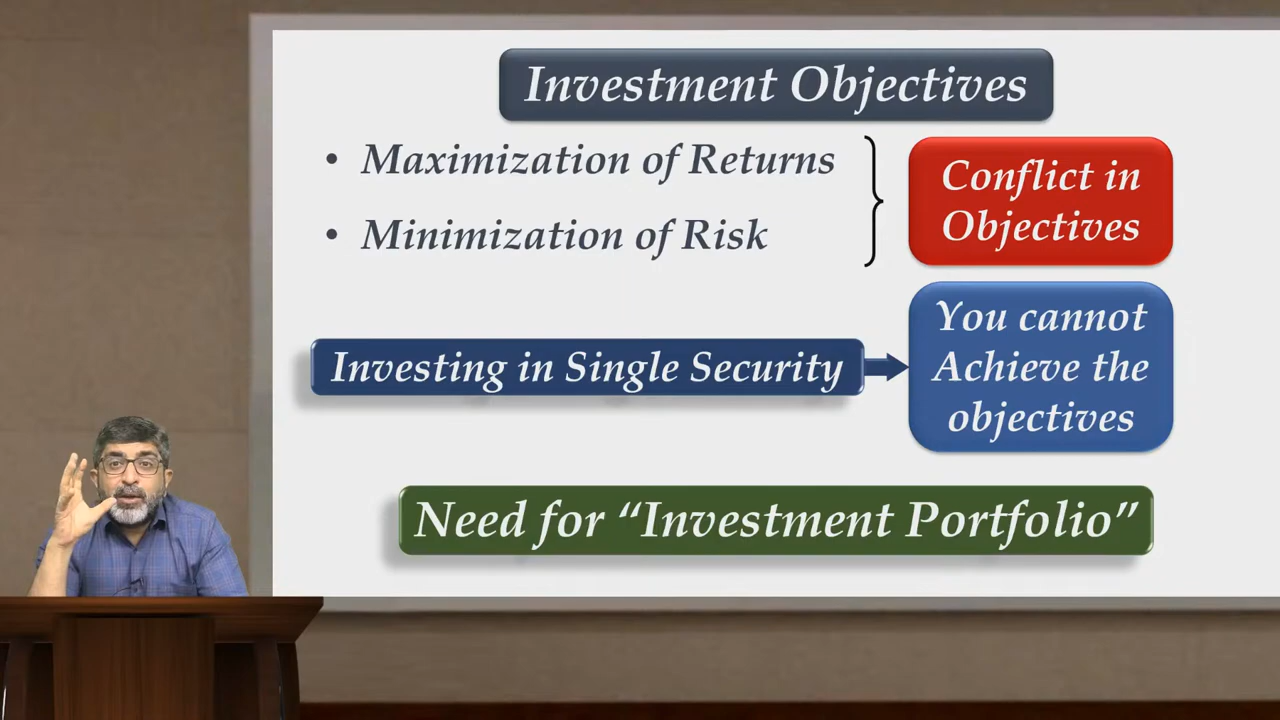 Investment Objectives
• Maximization of Returns
• Minimization of Risk
Conflict in
Objectives
Investing in Single Security
You cannot
Achieve the
objectives
Need for “Investment Portfolio”